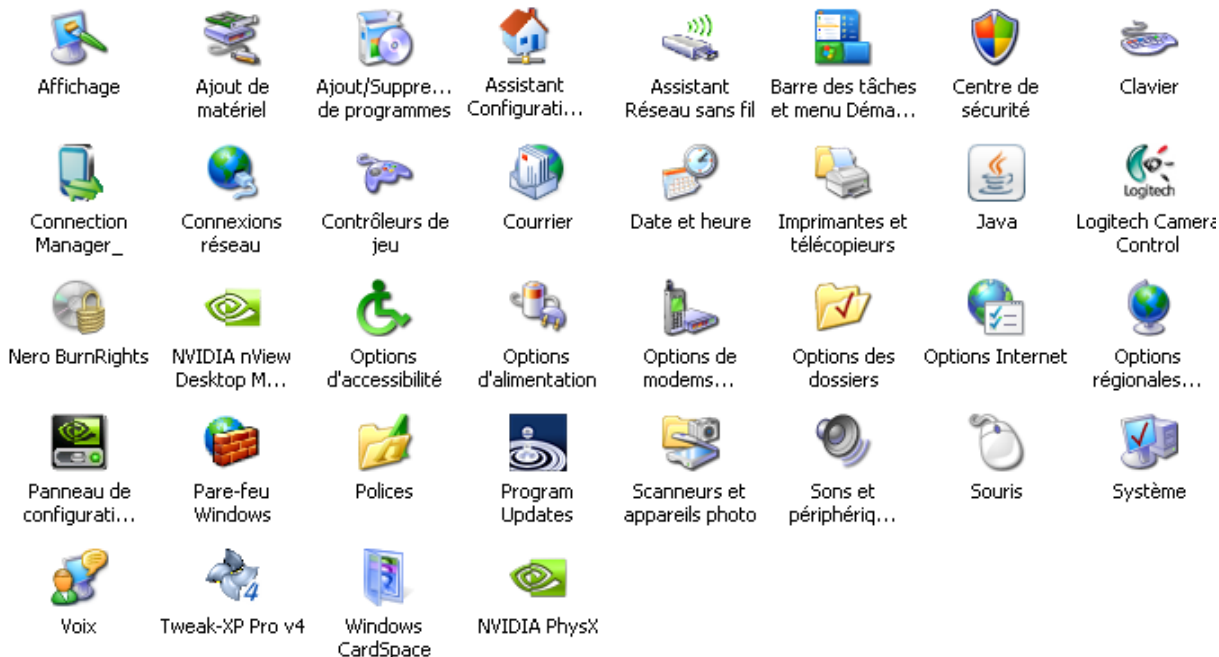 Affichage
Ajout de
matériel
Ajout/Suppre...
de programmes
Assistant
Configurati...
Assistant
Réseau sans fil
Barre des tâches
et menu Déma...
Centre de
sécurité
Clavier
Connection
Manager_
Connexions
réseau
Contrôleurs de
jeu
Courrier
Date et heure
Imprimantes et
télécopieurs
Java
Logitech
Logitech Camera
Control
Nero BurnRights
NVIDIA nView
Desktop M...
Options
d'accessibilité
Options
d'alimentation
Options de
modems...
Options des
dossiers
Options Internet
Options
régionales...
Panneau de
configurati...
Pare-feu
Windows
Polices
Program
Updates
Scanneurs et
appareils photo
Sons et
périphériq...
Souris
Système
Voix
4
Tweak-XP Pro v4
Windows
CardSpace
NVIDIA PhysX